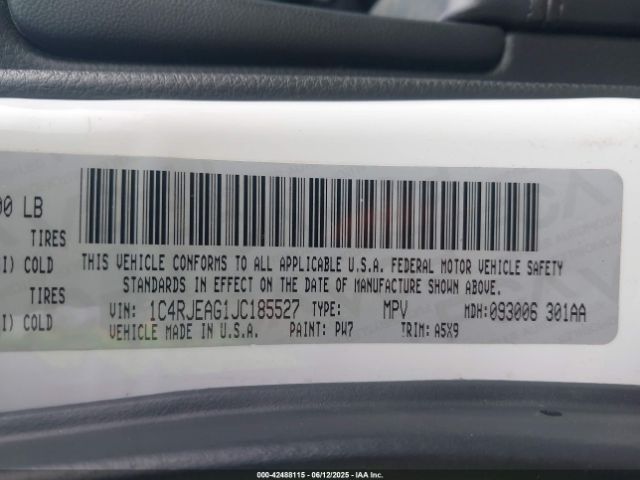 00 LB
TIRES
I) COLD
TIRES
I) COLD
THIS VEHICLE CONFORMS TO ALL APPLICABLE U.S.A. FEDERAL MOTOR VEHICLE SAFETY
STANDARDS IN EFFECT ON THE DATE OF MANUFACTURE SHOWN ABOVE.
VIN: 1C4RJEAG1JC185527 TYPE: MPV MDH: 093006 301AA
VEHICLE MADE IN U.S.A. PAINT: PW7 TRIM: A5X9
000-42488115 - 06/12/2025 - IAA Inc.